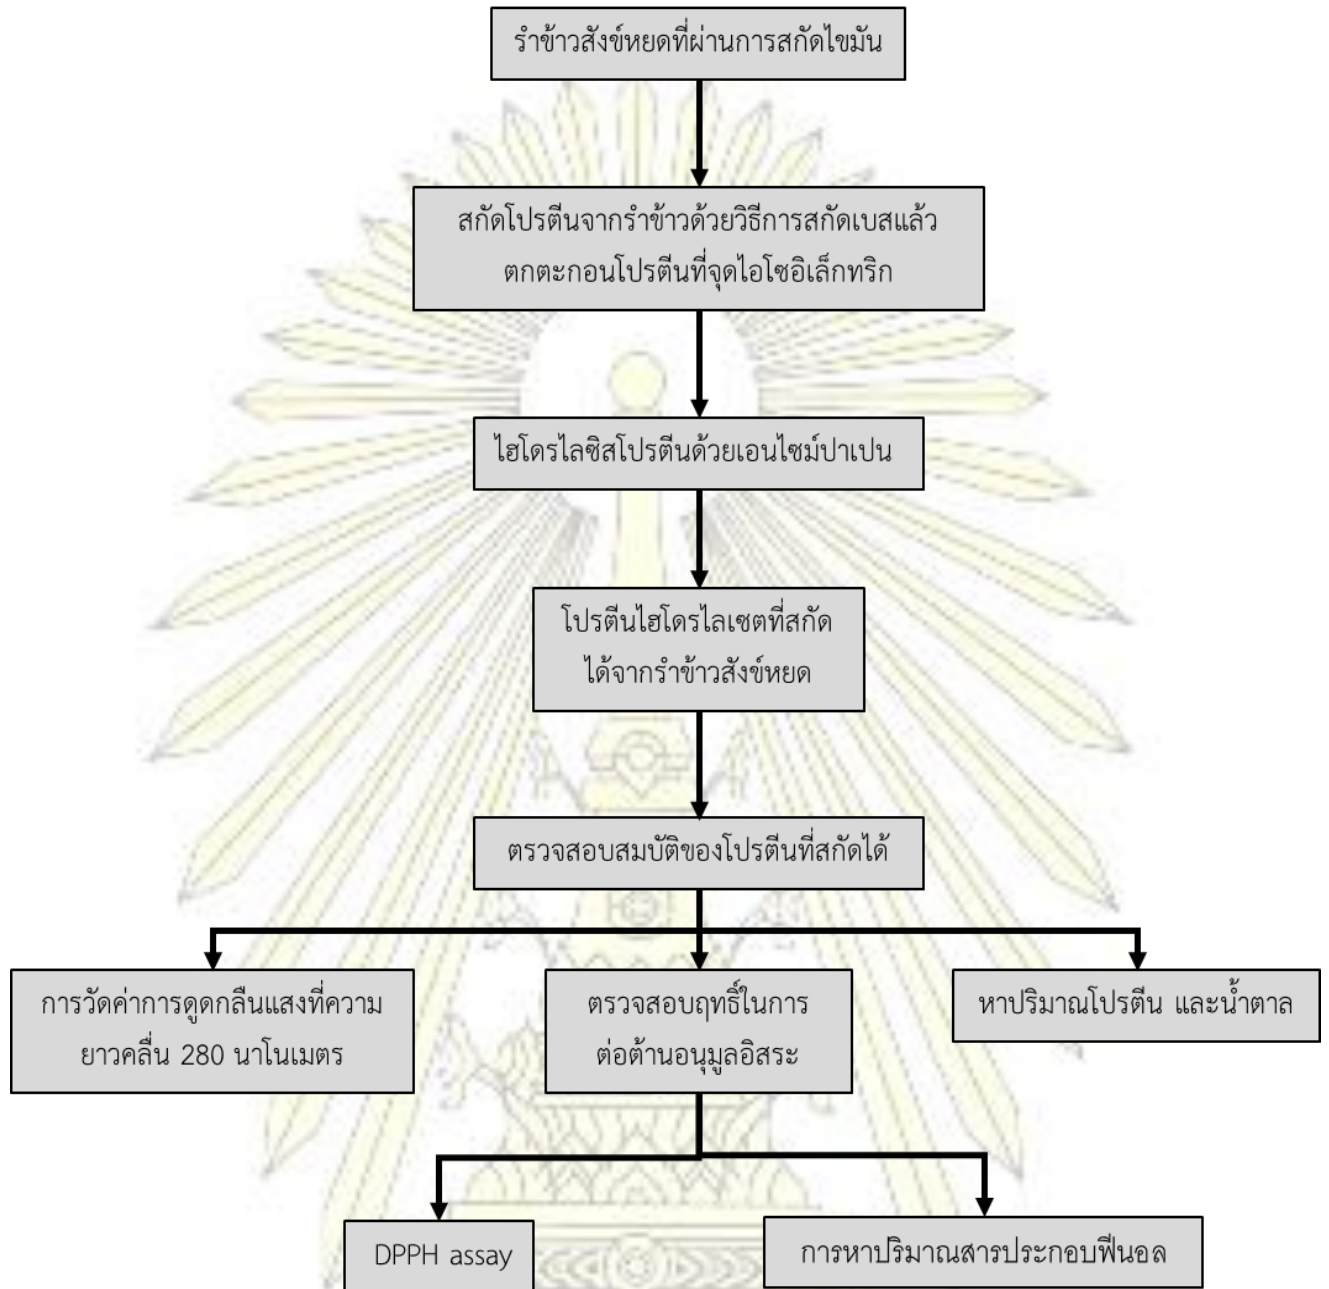 รำข้าวสังข์หยดที่ผ่านการสกัดไขมัน
สกัดโปรตีนจากรำข้าวด้วยวิธีการสกัดเบสแล้ว
ตกตะกอนโปรตีนที่จุดไอโซอิเล็กทริก
ไฮโดรไลซิสโปรตีนด้วยเอนไซม์ปาเปน
โปรตีนไฮโดรไลเซตที่สกัด
ได้จากรำข้าวสังข์หยด
ตรวจสอบสมบัติของโปรตีนที่สกัดได้
การวัดค่าการดูดกลืนแสงที่ความ
ยาวคลื่น 280 นาโนเมตร
ตรวจสอบฤทธิ์ในการ
ต่อต้านอนุมูลอิสระ
หาปริมาณโปรตีน และน้ำตาล
DPPH assay
การหาปริมาณสารประกอบฟีนอล